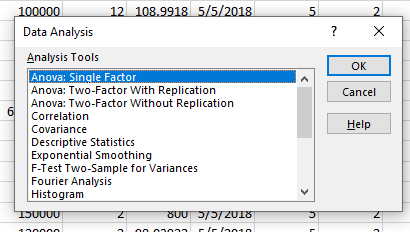 100000 12 108.9918 5/5/2018 5 2
Data Analysis
Analysis Tools
Anova: Single Factor
Anova: Two-Factor With Replication
Anova: Two-Factor Without Replication
Correlation
Covariance
Descriptive Statistics
Exponential Smoothing
F-Test Two-Sample for Variances
Fourier Analysis
Histogram
OK
Cancel
Help
150000 2 800 5/5/2018 5 2